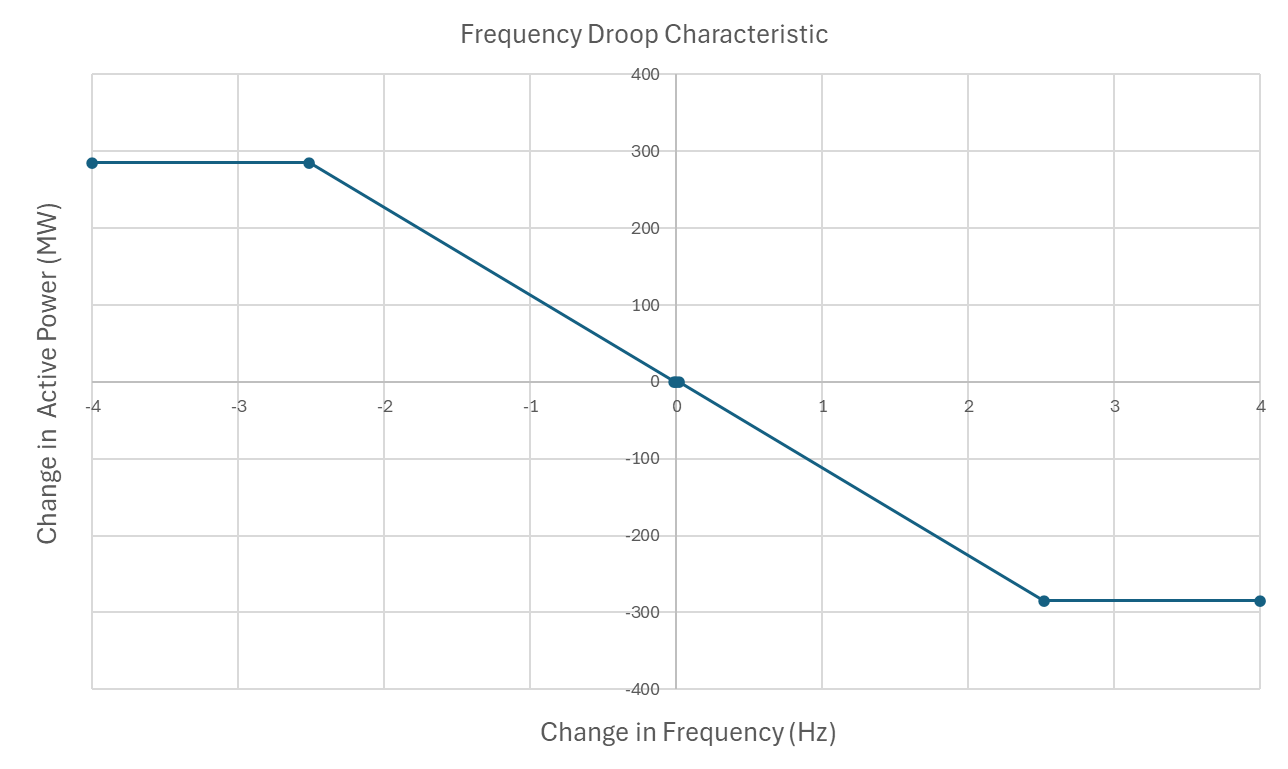 Frequency Droop Characteristic
400
300
200
100
0
-4 -3 -2 -1 0 1 2 3 4
-100
-200
-300
-400
Change in Active Power (MW)
Change in Frequency (Hz)